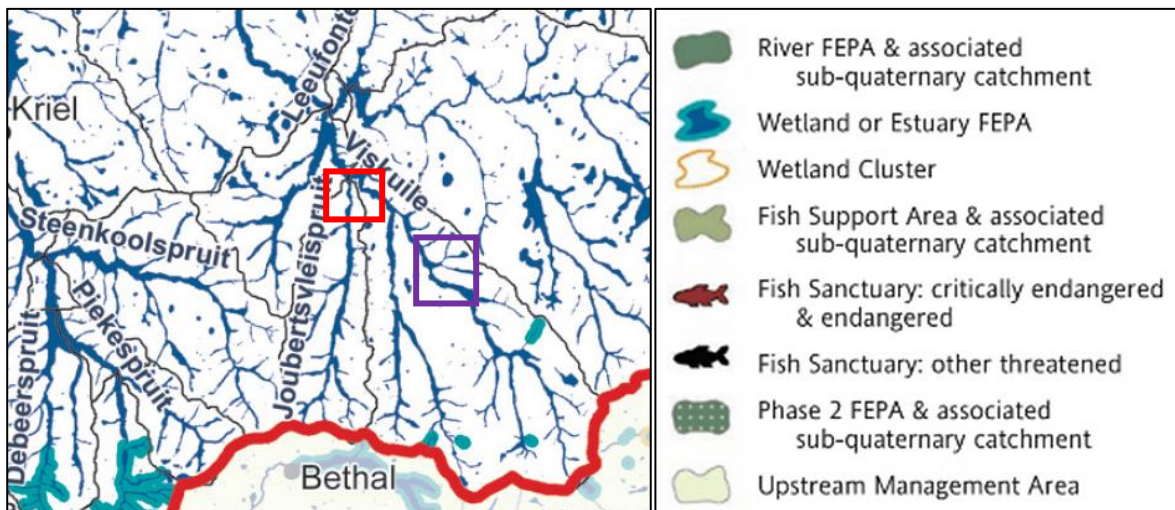 Kriel
Leeufonte
Viskuile
Steenkoolspruit
Joubertsvleispruit
Piekespruit
Debeerspruit
Bethal
River FEPA & associated
sub-quaternary catchment
Wetland or Estuary FEPA
Wetland Cluster
Fish Support Area & associated
sub-quaternary catchment
Fish Sanctuary: critically endangered
& endangered
Fish Sanctuary: other threatened
Phase 2 FEPA & associated
sub-quaternary catchment
Upstream Management Area